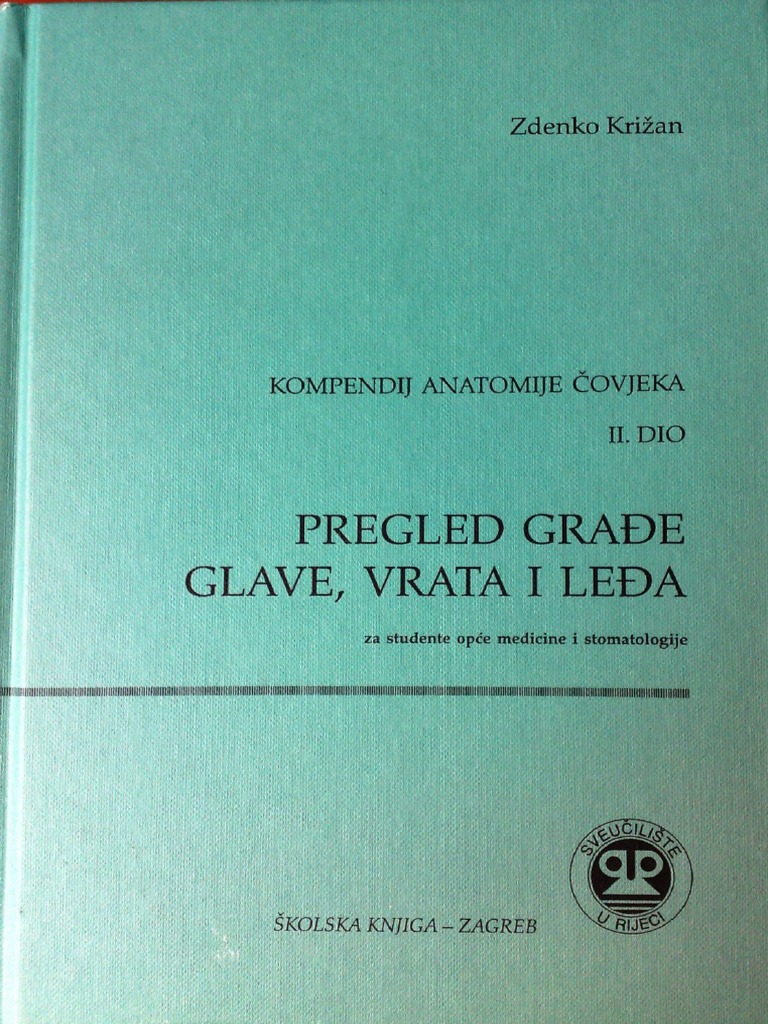 Zdenko Križan
KOMPENDIJ ANATOMIJE ČOVJEKA
II. DIO
PREGLED GRAĐE
GLAVE, VRATA I LEĐA
za studente opće medicine i stomatologije
SVEUČILIŠTE
U RIJECI
ŠKOLSKA KNJIGA – ZAGREB